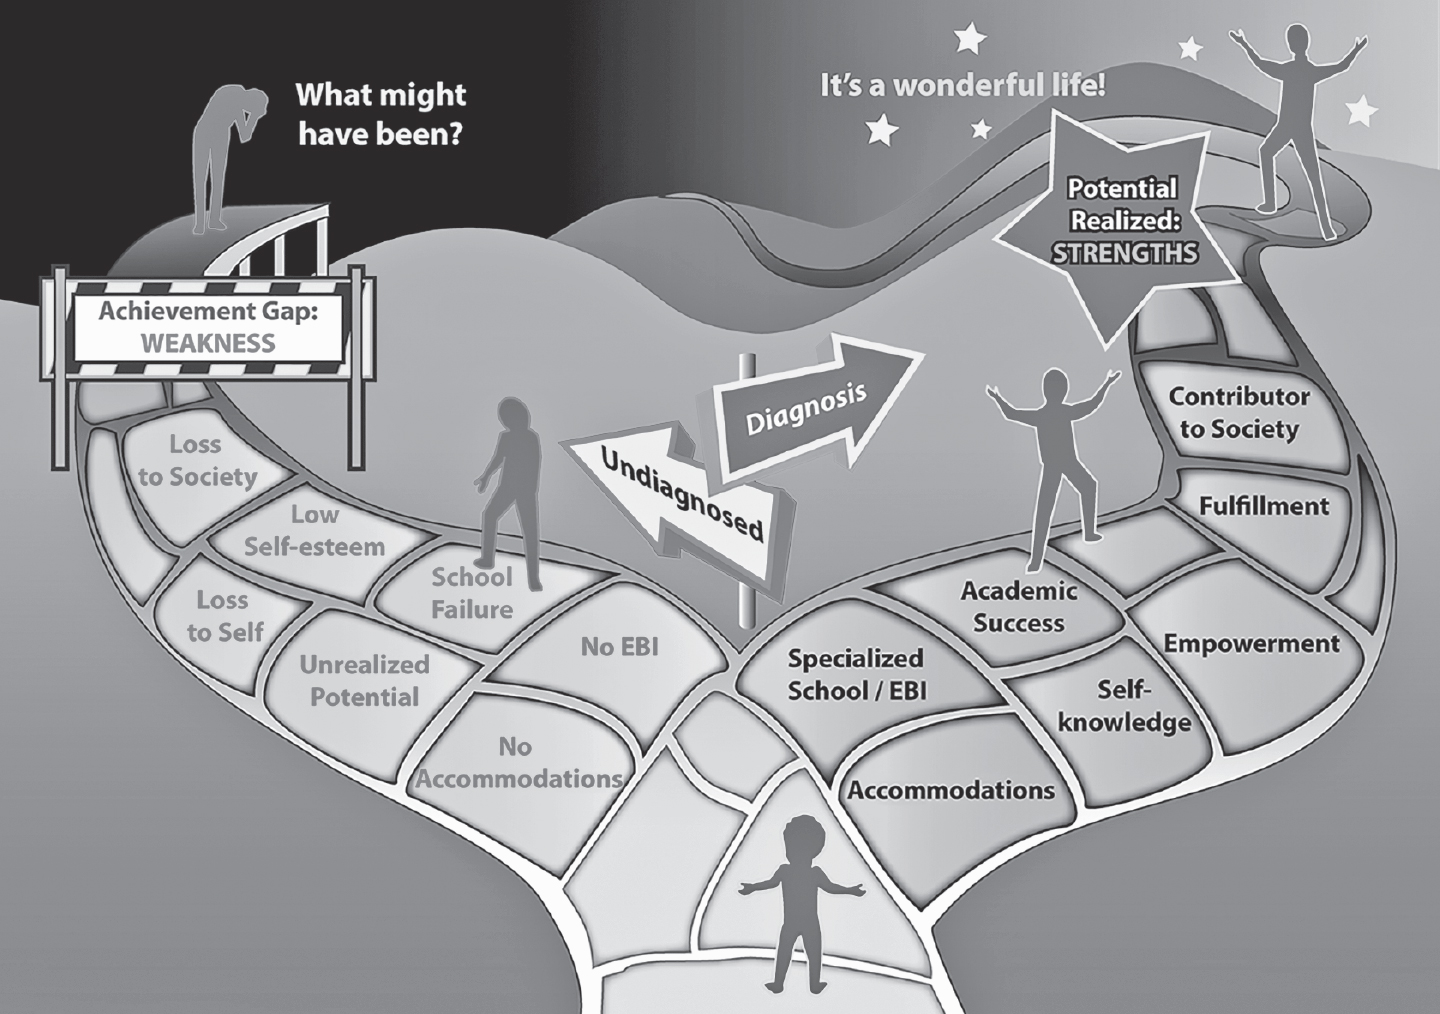 What might
have been?
It's a wonderful life!
Potential
Realized:
STRENGTHS
Achievement Gap:
WEAKNESS
Diagnosis
Undiagnosed
Loss
to Society
Low
Self-esteem
School
Failure
Loss
to Self
Unrealized
Potential
No EBI
No
Accommodations
Contributor
to Society
Fulfillment
Academic
Success
Empowerment
Specialized
School / EBI
Self-
knowledge
Accommodations